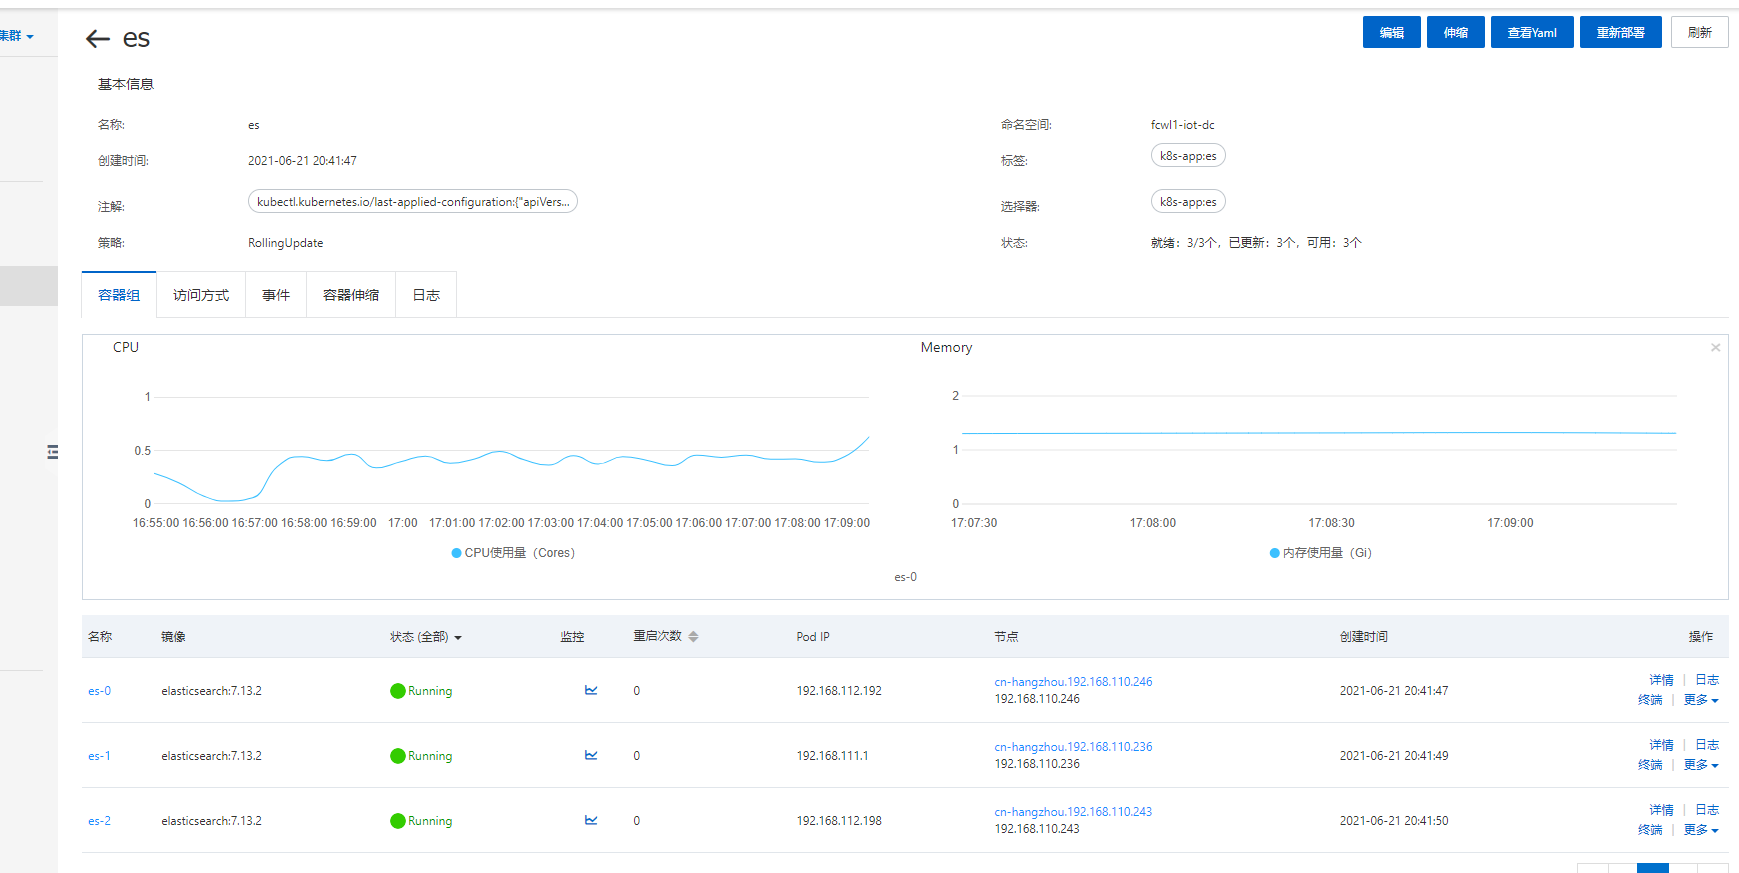 集群
es
编辑
伸缩
查看Yaml
重新部署
刷新
基本信息
名称:
es
命名空间:
fcwl1-iot-dc
创建时间:
2021-06-21 20:41:47
标签:
k8s-app:es
注解:
kubectl.kubernetes.io/last-applied-configuration:{"apiVers...
选择器:
k8s-app:es
策略:
RollingUpdate
状态:
就绪：3/3个，已更新：3个，可用：3个
容器组
访问方式
事件
容器伸缩
日志
CPU
1
0.5
0
16:55:00 16:56:00 16:57:00 16:58:00 16:59:00 17:00 17:01:00 17:02:00 17:03:00 17:04:00 17:05:00 17:06:00 17:07:00 17:08:00 17:09:00
CPU使用量（Cores）
Memory
2
1
0
17:07:30 17:08:00 17:08:30 17:09:00
内存使用量（Gi）
es-0
名称 镜像 状态 (全部) 监控 重启次数 Pod IP 节点 创建时间 操作
es-0 elasticsearch:7.13.2 Running 0 192.168.112.192
cn-hangzhou.192.168.110.246
192.168.110.246
2021-06-21 20:41:47
详情 | 日志
终端 | 更多
es-1 elasticsearch:7.13.2 Running 0 192.168.111.1
cn-hangzhou.192.168.110.236
192.168.110.236
2021-06-21 20:41:49
详情 | 日志
终端 | 更多
es-2 elasticsearch:7.13.2 Running 0 192.168.112.198
cn-hangzhou.192.168.110.243
192.168.110.243
2021-06-21 20:41:50
详情 | 日志
终端 | 更多